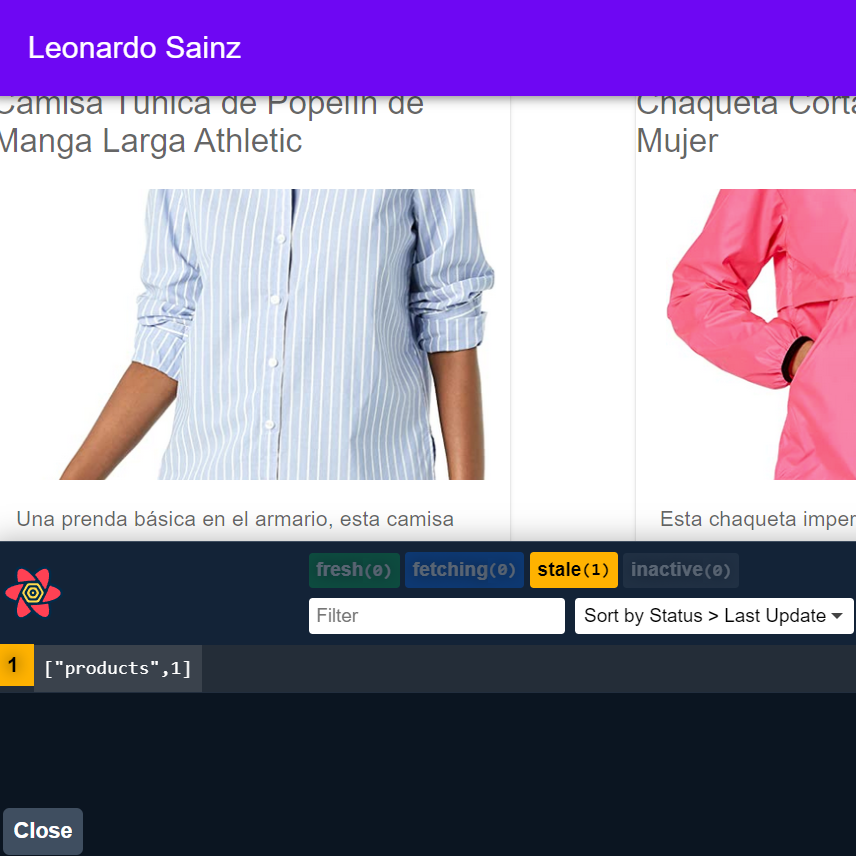 Leonardo Sainz
Camisa Túnica de Popelín de
Manga Larga Athletic
Chaqueta Corta
Mujer
Una prenda básica en el armario, esta camisa
Esta chaqueta imper
fresh(0) fetching(0) stale(1) inactive(0)
Filter
Sort by Status > Last Update
1 ["products",1]
Close